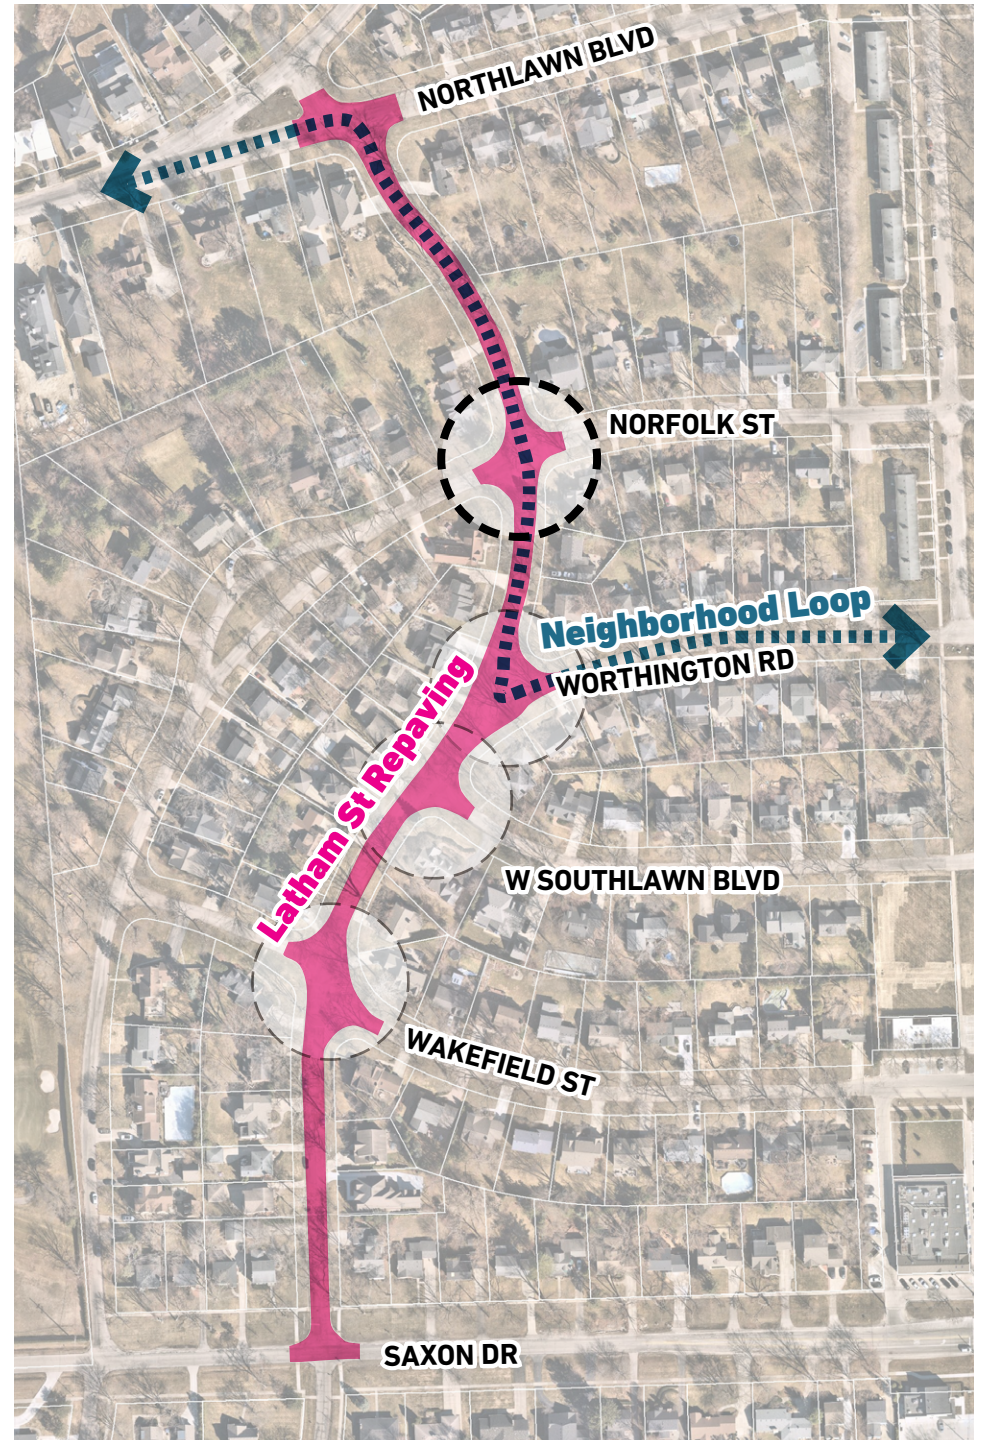 NORTHLAWN BLVD
NORFOLK ST
Neighborhood Loop
WORTHINGTON RD
Latham St Repaving
W SOUTHLAWN BLVD
WAKEFIELD ST
SAXON DR